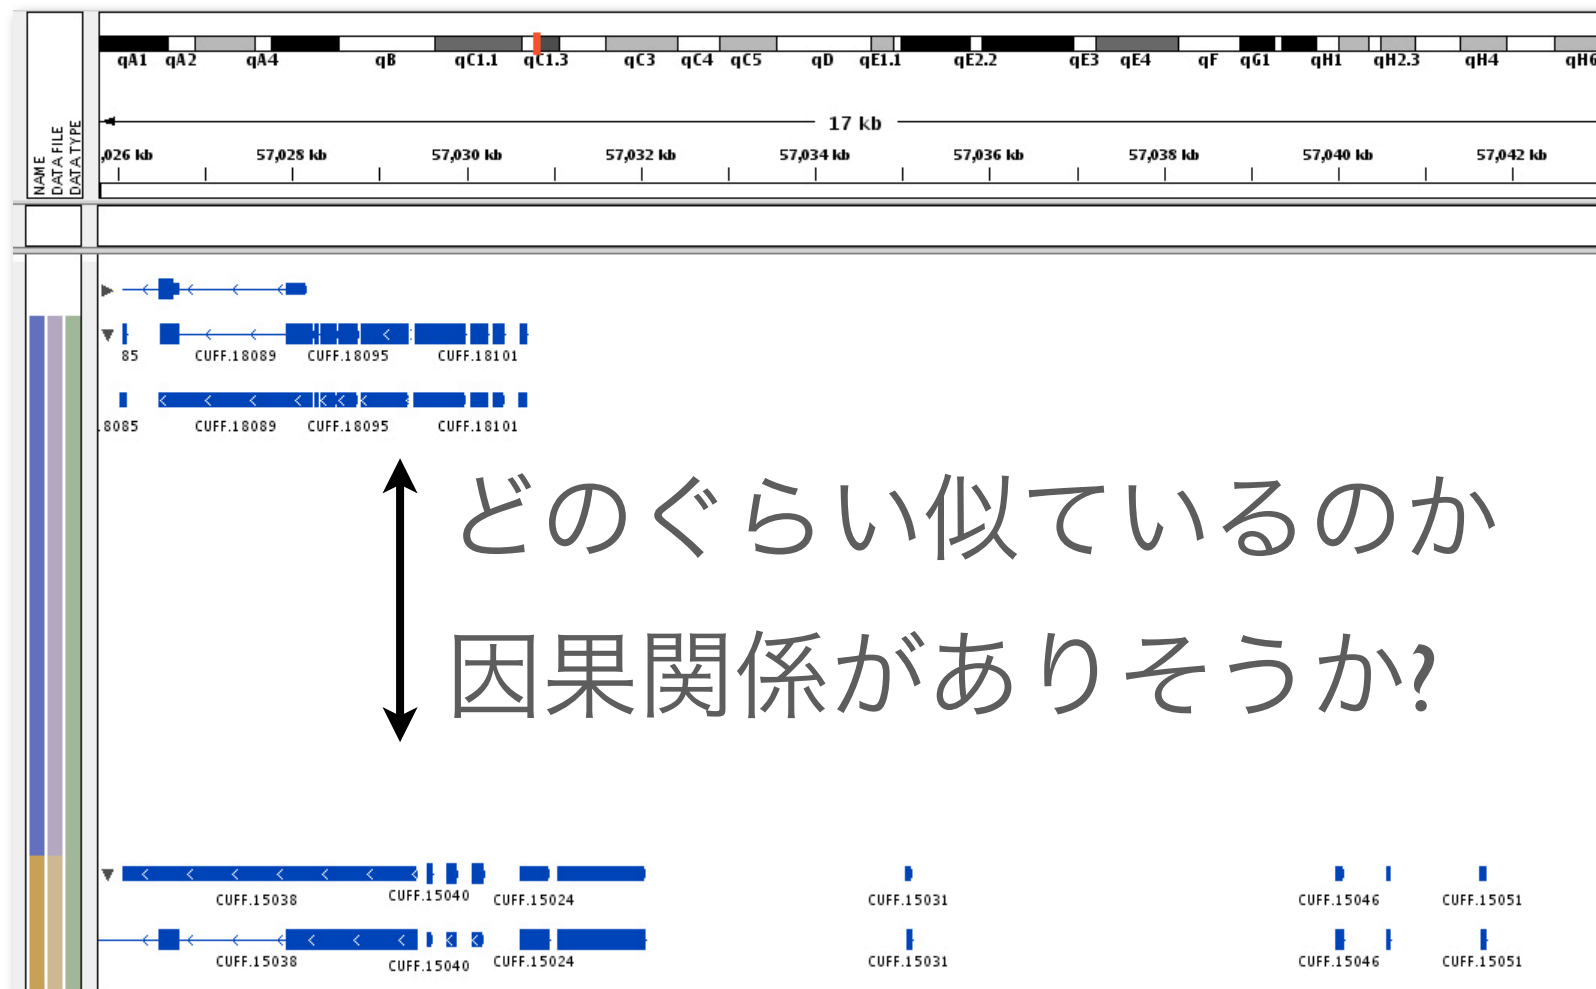 qA1 qA2 qA4 qB qC1.1 qC1.3 qC3 qC4 qC5 qD qE1.1 qE2.2 qE3 qE4 qF qG1 qH1 qH2.3 qH4 qH6
17 kb
,026 kb 57,028 kb 57,030 kb 57,032 kb 57,034 kb 57,036 kb 57,038 kb 57,040 kb 57,042 kb
NAME
DATA FILE
DATA TYPE
85 CUFF.18089 CUFF.18095 CUFF.18101
8085 CUFF.18089 CUFF.18095 CUFF.18101
どのぐらい似ているのか
因果関係がありそうか?
CUFF.15038 CUFF.15040 CUFF.15024 CUFF.15031 CUFF.15046 CUFF.15051
CUFF.15038 CUFF.15040 CUFF.15024 CUFF.15031 CUFF.15046 CUFF.15051